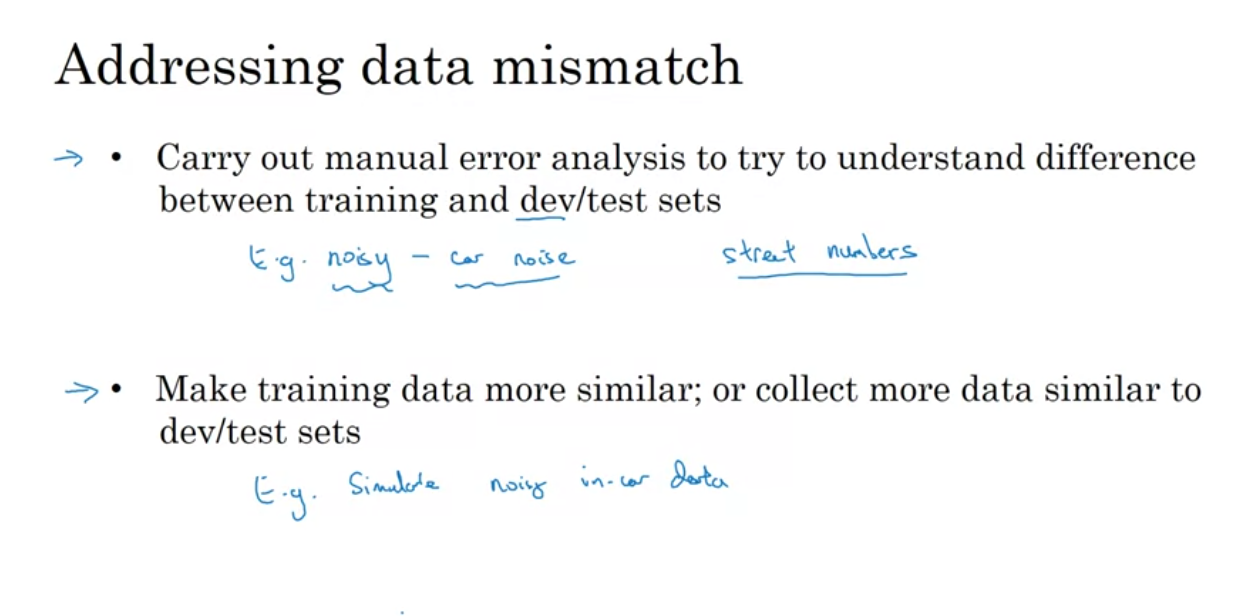 Addressing data mismatch
→ • Carry out manual error analysis to try to understand difference
between training and dev/test sets
E.g. noisy - car noise street numbers
→ • Make training data more similar; or collect more data similar to
dev/test sets
E.g. Simulate noisy in-car data